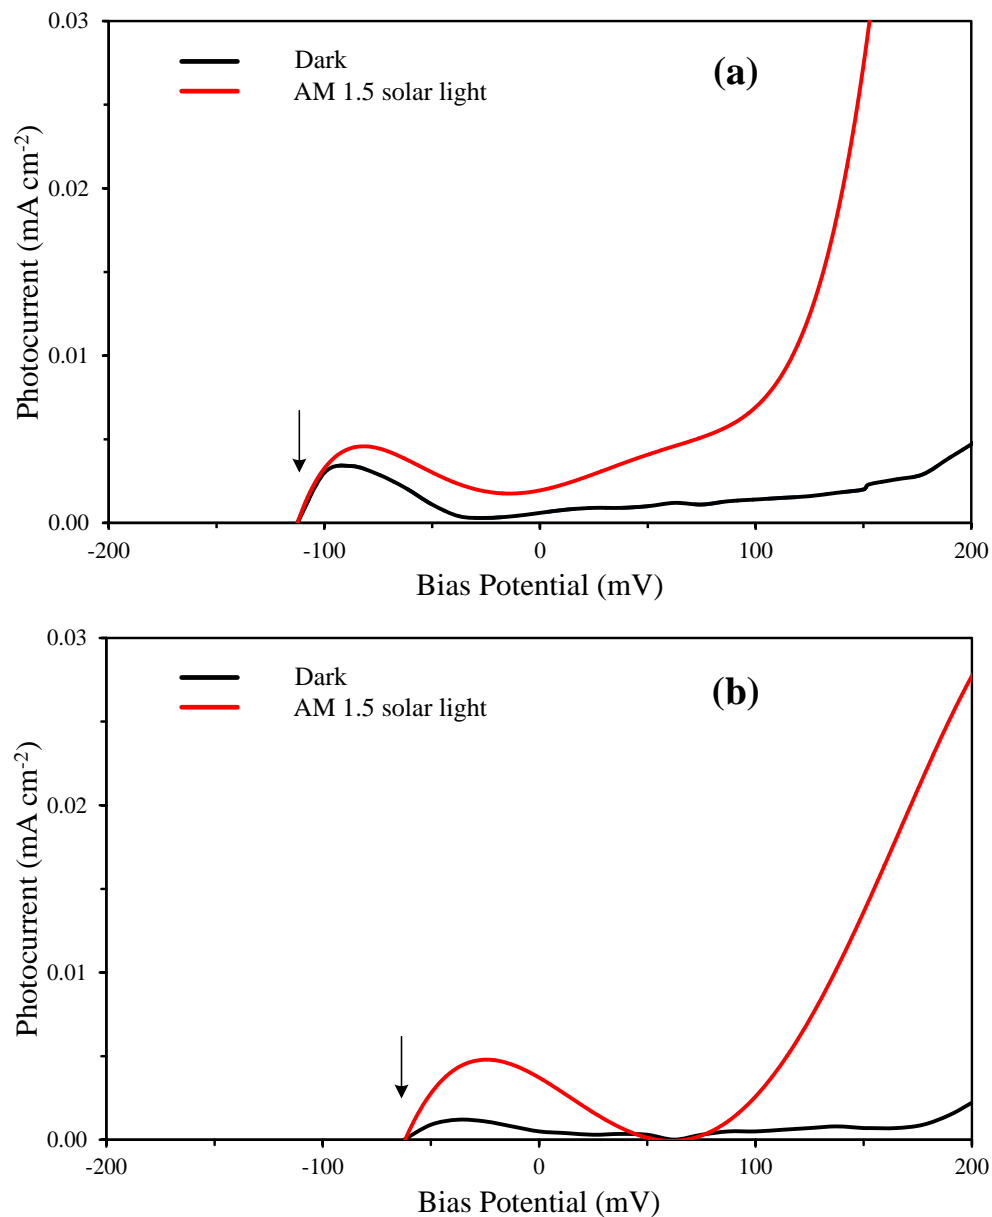 Dark
AM 1.5 solar light
(a)
0.03
0.02
0.01
0.00
Photocurrent (mA cm-2)
-200
-100
0
100
200
Bias Potential (mV)
Dark
AM 1.5 solar light
(b)
0.03
0.02
0.01
0.00
Photocurrent (mA cm-2)
-200
-100
0
100
200
Bias Potential (mV)